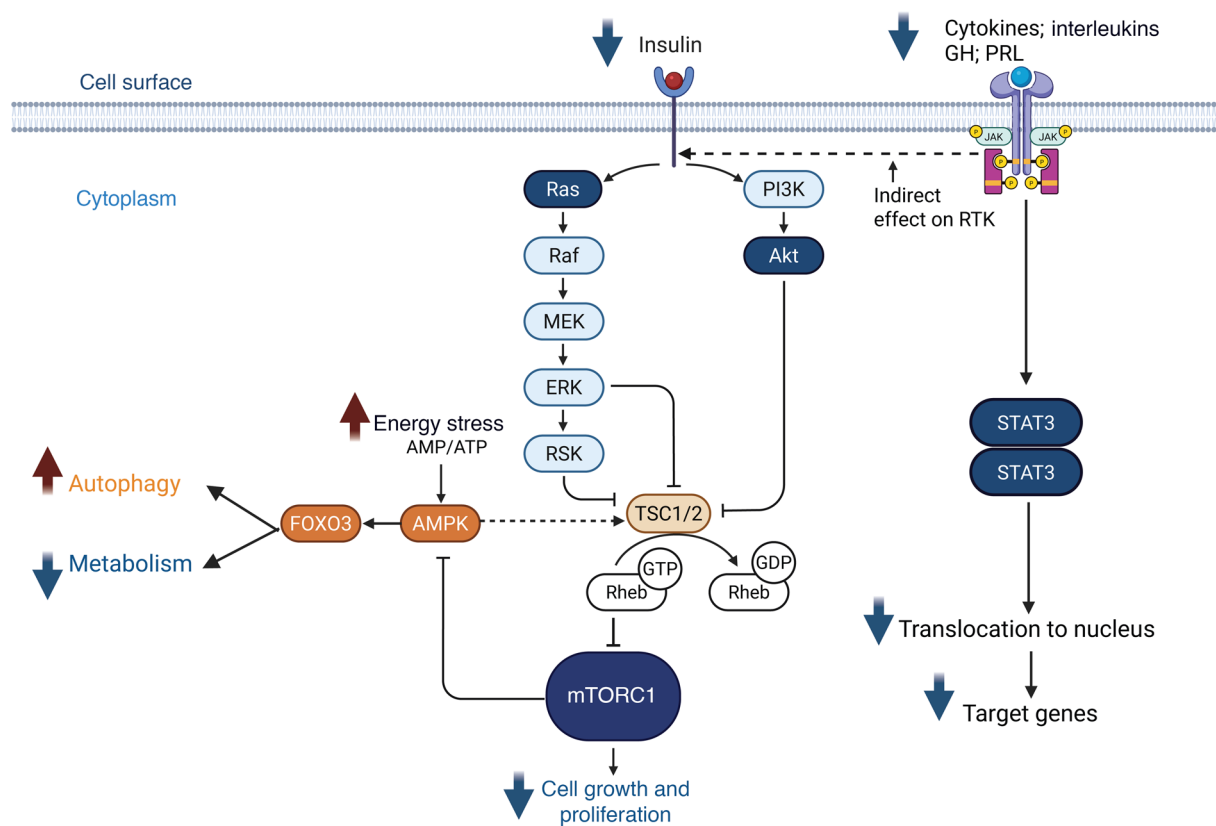 Insulin
Cytokines; interleukins
GH; PRL
Cell surface
P
JAK
JAK
P
P
P
P
P
Cytoplasm
Ras
PI3K
Indirect
effect on RTK
Raf
Akt
MEK
ERK
Energy stress
AMP/ATP
RSK
STAT3
STAT3
Autophagy
FOXO3
AMPK
TSC1/2
Metabolism
GTP
Rheb
GDP
Rheb
Translocation to nucleus
mTORC1
Target genes
Cell growth and
proliferation